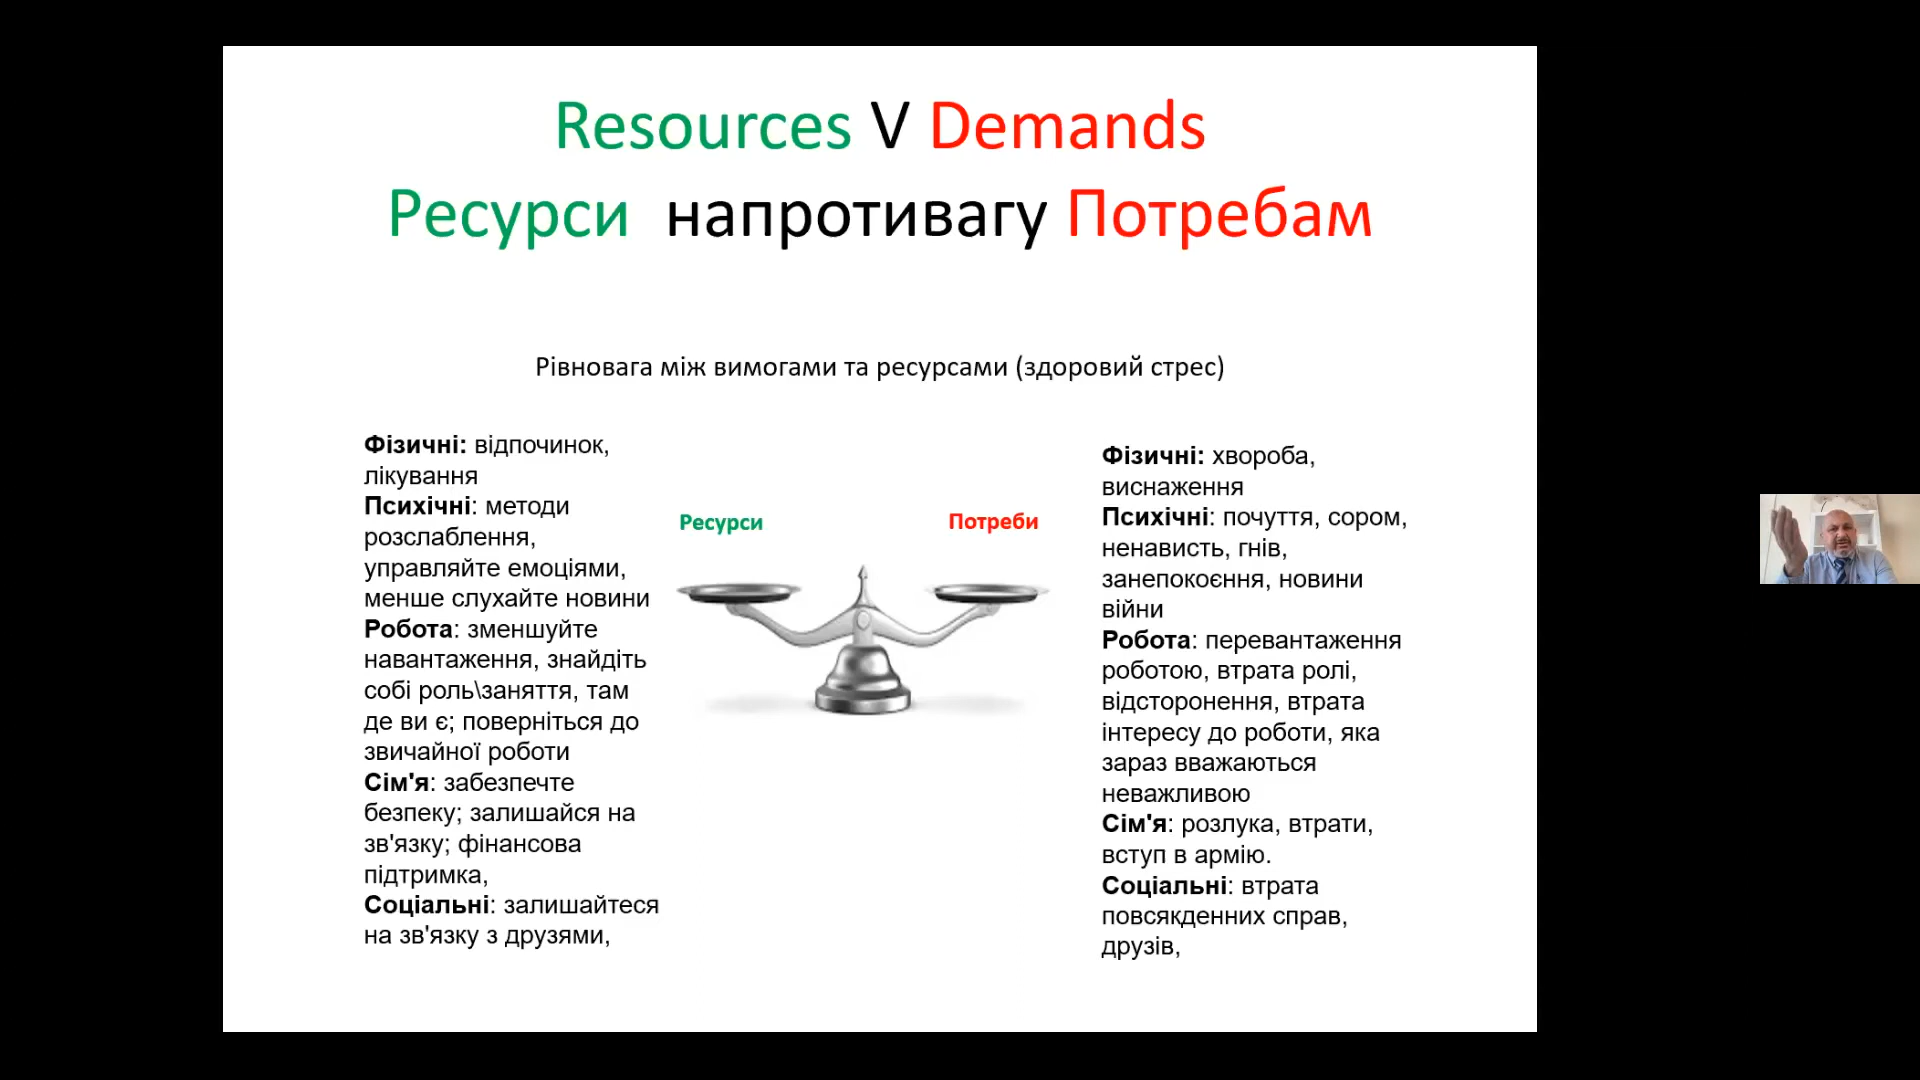 Resources V Demands
Ресурси напротивагу Потребам
Рівновага між вимогами та ресурсами (здоровий стрес)
Фізичні: відпочинок,
лікування
Психічні: методи
розслаблення,
управляйте емоціями,
менше слухайте новини
Робота: зменшуйте
навантаження, знайдіть
собі роль\заняття, там
де ви є; поверніться до
звичайної роботи
Сім'я: забезпечте
безпеку; залишайся на
зв'язку; фінансова
підтримка,
Соціальні: залишайтеся
на зв'язку з друзями,
Ресурси
Потреби
Фізичні: хвороба,
виснаження
Психічні: почуття, сором,
ненависть, гнів,
занепокоєння, новини
війни
Робота: перевантаження
роботою, втрата ролі,
відсторонення, втрата
інтересу до роботи, яка
зараз вважаються
неважливою
Сім'я: розлука, втрати,
вступ в армію.
Соціальні: втрата
повсякденних справ,
друзів,